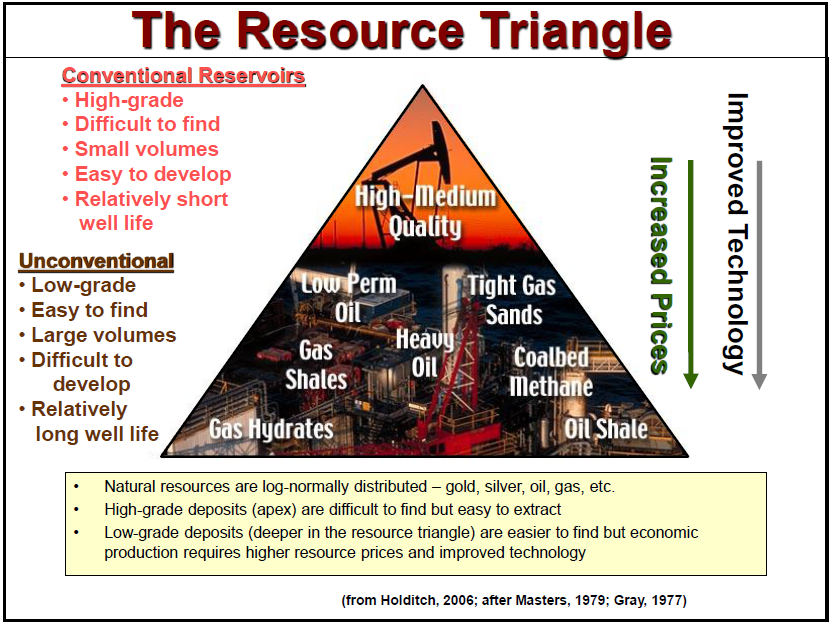 The Resource Triangle
Conventional Reservoirs
• High-grade
• Difficult to find
• Small volumes
• Easy to develop
• Relatively short
well life
Unconventional
• Low-grade
• Easy to find
• Large volumes
• Difficult to
develop
• Relatively
long well life
High-Medium
Quality
Low Perm
Oil
Tight Gas
Sands
Gas
Shales
Heavy
Oil
Coalbed
Methane
Gas Hydrates
Oil Shale
Increased Prices
Improved Technology
• Natural resources are log-normally distributed – gold, silver, oil, gas, etc.
• High-grade deposits (apex) are difficult to find but easy to extract
• Low-grade deposits (deeper in the resource triangle) are easier to find but economic
production requires higher resource prices and improved technology
(from Holditch, 2006; after Masters, 1979; Gray, 1977)